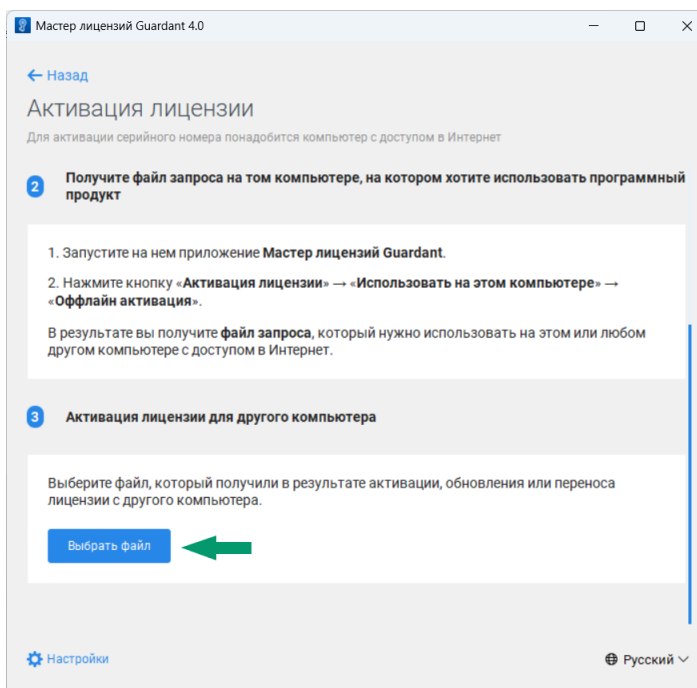 Мастер лицензий Guardant 4.0
Назад
Активация лицензии
Для активации серийного номера понадобится компьютер с доступом в Интернет
2
Получите файл запроса на том компьютере, на котором хотите использовать программный
продукт
1. Запустите на нем приложение Мастер лицензий Guardant.
2. Нажмите кнопку «Активация лицензии» → «Использовать на этом компьютере» →
«Оффлайн активация».
В результате вы получите файл запроса, который нужно использовать на этом или любом
другом компьютере с доступом в Интернет.
3
Активация лицензии для другого компьютера
Выберите файл, который получили в результате активации, обновления или переноса
лицензии с другого компьютера.
Выбрать файл
Настройки
Русский